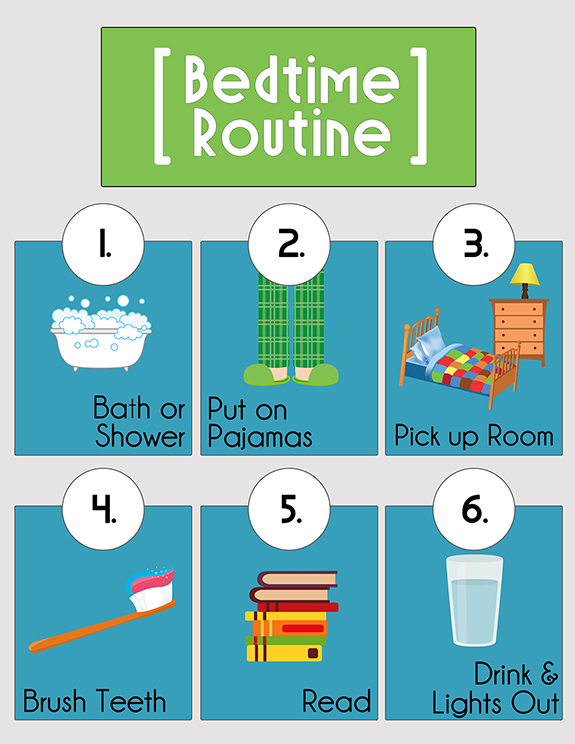 [Bedtime
Routine]
1.
Bath or
Shower
2.
Put on
Pajamas
3.
Pick up Room
4.
Brush Teeth
5.
Read
6.
Drink &
Lights Out